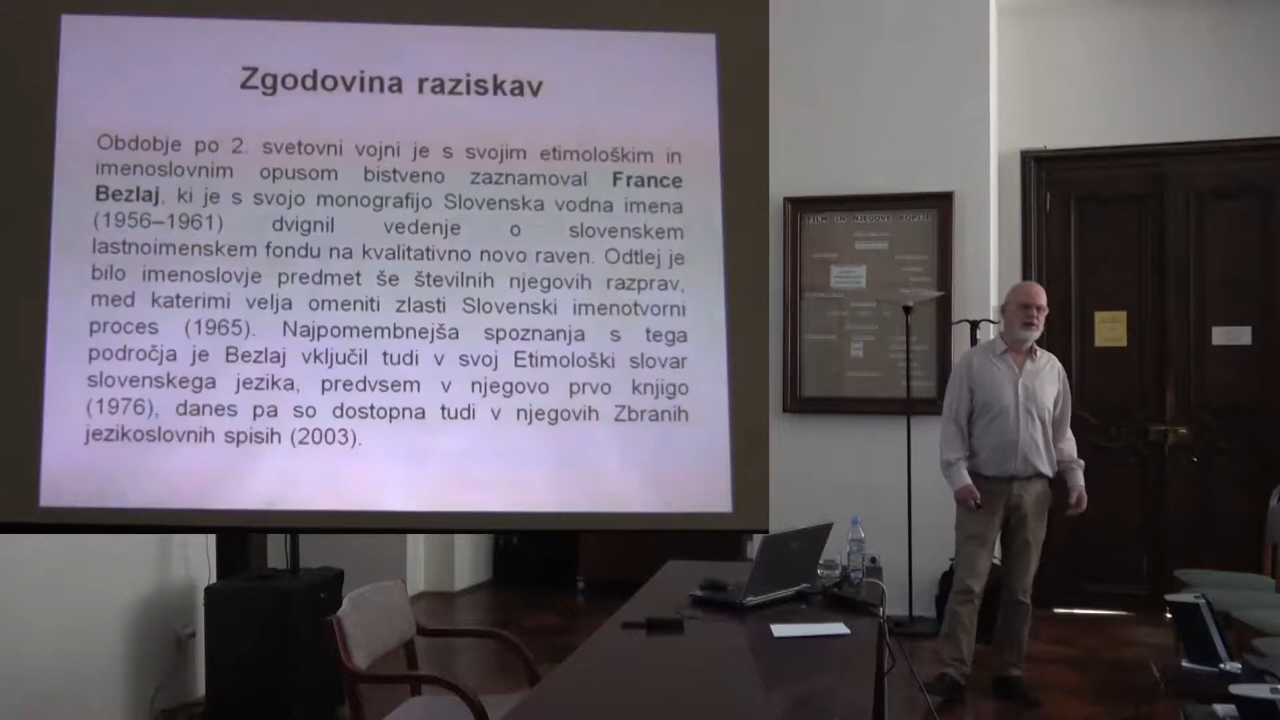 Zgodovina raziskav
Obdobje po 2. svetovni vojni je s svojim etimološkim in
imenoslovnim opusom bistveno zaznamoval France
Bezlaj, ki je s svojo monografijo Slovenska vodna imena
(1956–1961) dvignil vedenje o slovenskem
lastnoimenskem fondu na kvalitativno novo raven. Odtlej je
bilo imenoslovje predmet še številnih njegovih razprav,
med katerimi velja omeniti zlasti Slovenski imenotvorni
proces (1965). Najpomembnejša spoznanja s tega
področja je Bezlaj vključil tudi v svoj Etimološki slovar
slovenskega jezika, predvsem v njegovo prvo knjigo
(1976), danes pa so dostopna tudi v njegovih Zbranih
jezikoslovnih spisih (2003).
FILM IN NJEGOVE KOPIJE